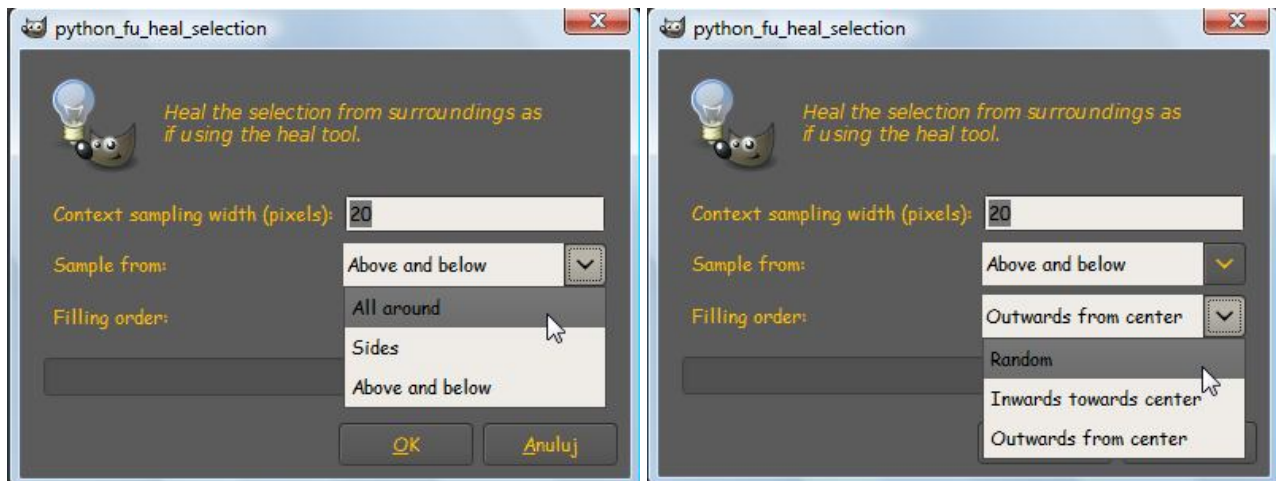 python_fu_heal_selection
Heal the selection from surroundings as
if using the heal tool.
Context sampling width (pixels): 20
Sample from: Above and below
Filling order:
All around
Sides
Above and below
OK Anuluj
python_fu_heal_selection
Heal the selection from surroundings as
if using the heal tool.
Context sampling width (pixels): 20
Sample from: Above and below
Filling order: Outwards from center
Random
Inwards towards center
Outwards from center